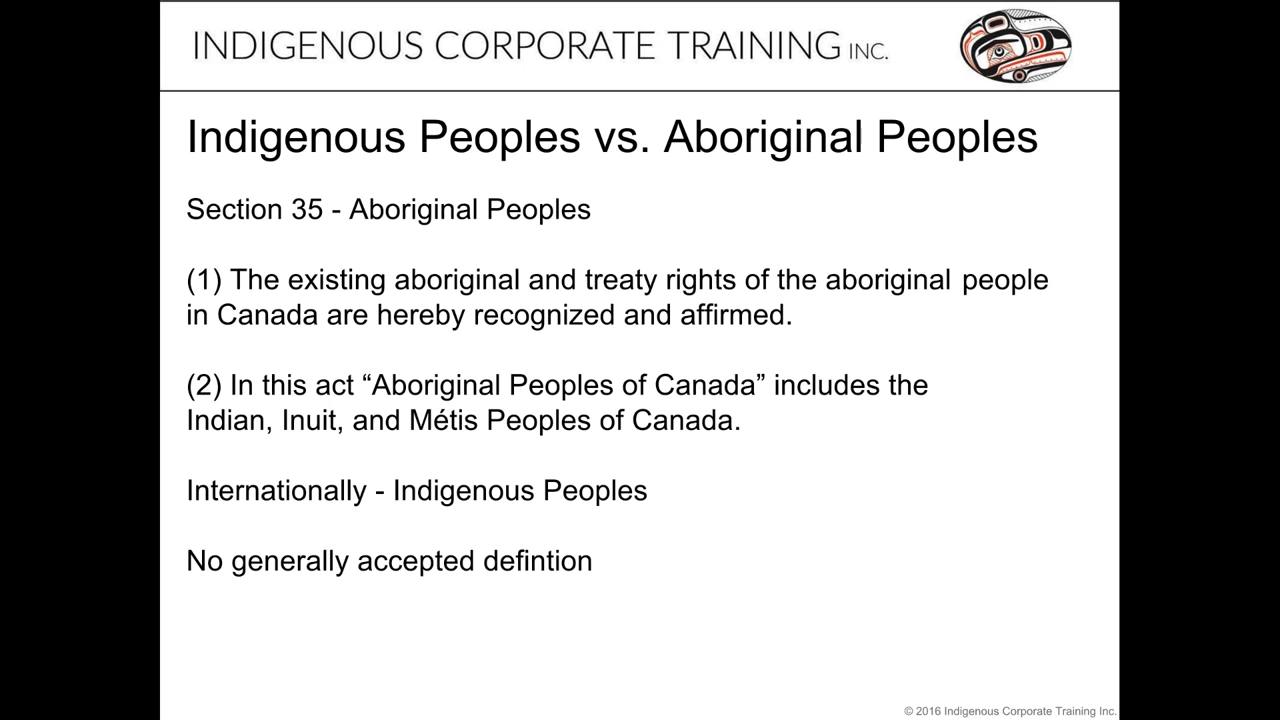 INDIGENOUS CORPORATE TRAINING INC.
Indigenous Peoples vs. Aboriginal Peoples
Section 35 - Aboriginal Peoples
(1) The existing aboriginal and treaty rights of the aboriginal people
in Canada are hereby recognized and affirmed.
(2) In this act “Aboriginal Peoples of Canada” includes the
Indian, Inuit, and Métis Peoples of Canada.
Internationally - Indigenous Peoples
No generally accepted defintion
© 2016 Indigenous Corporate Training Inc.